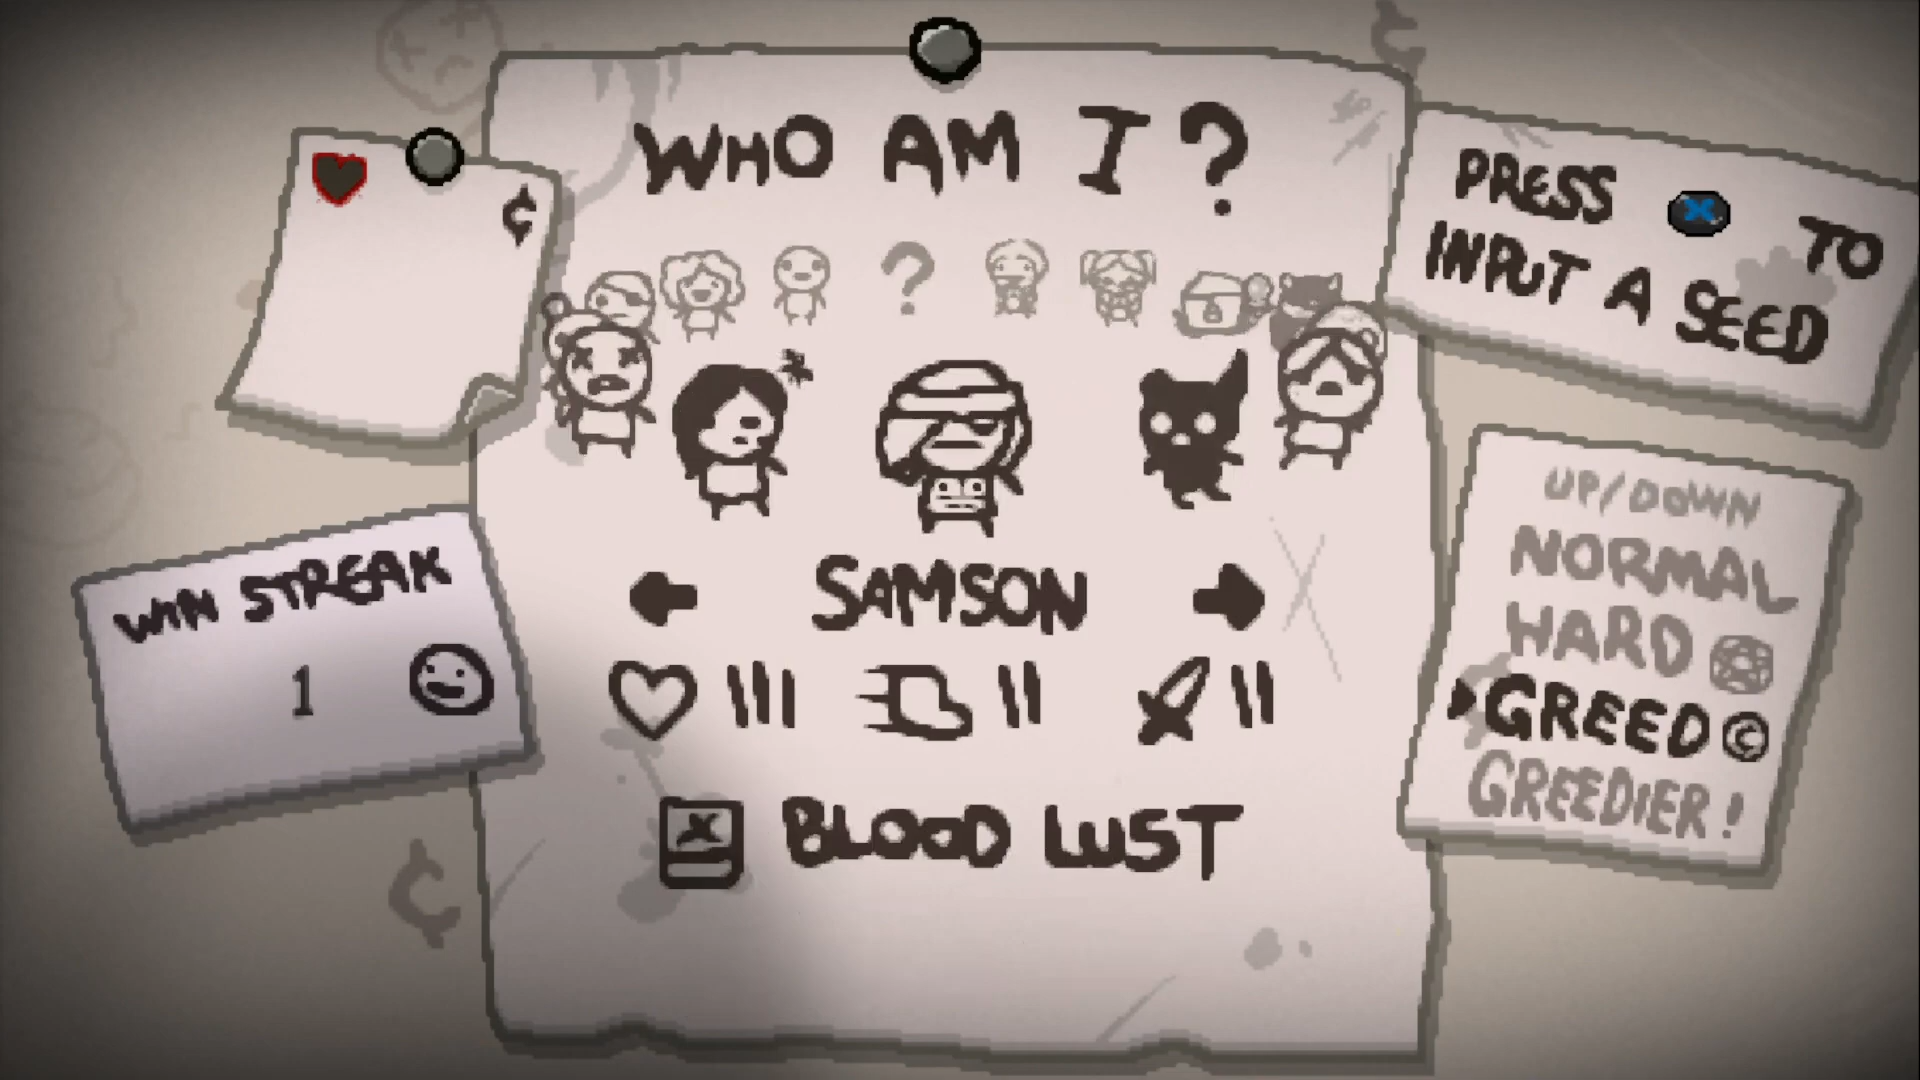 WHO AM I ?
¢
PRESS X TO
INPUT A SEED
?
WIN STREAK
1
SAMSON
BLOOD LUST
UP/DOWN
NORMAL
HARD
GREED ©
GREEDIER !